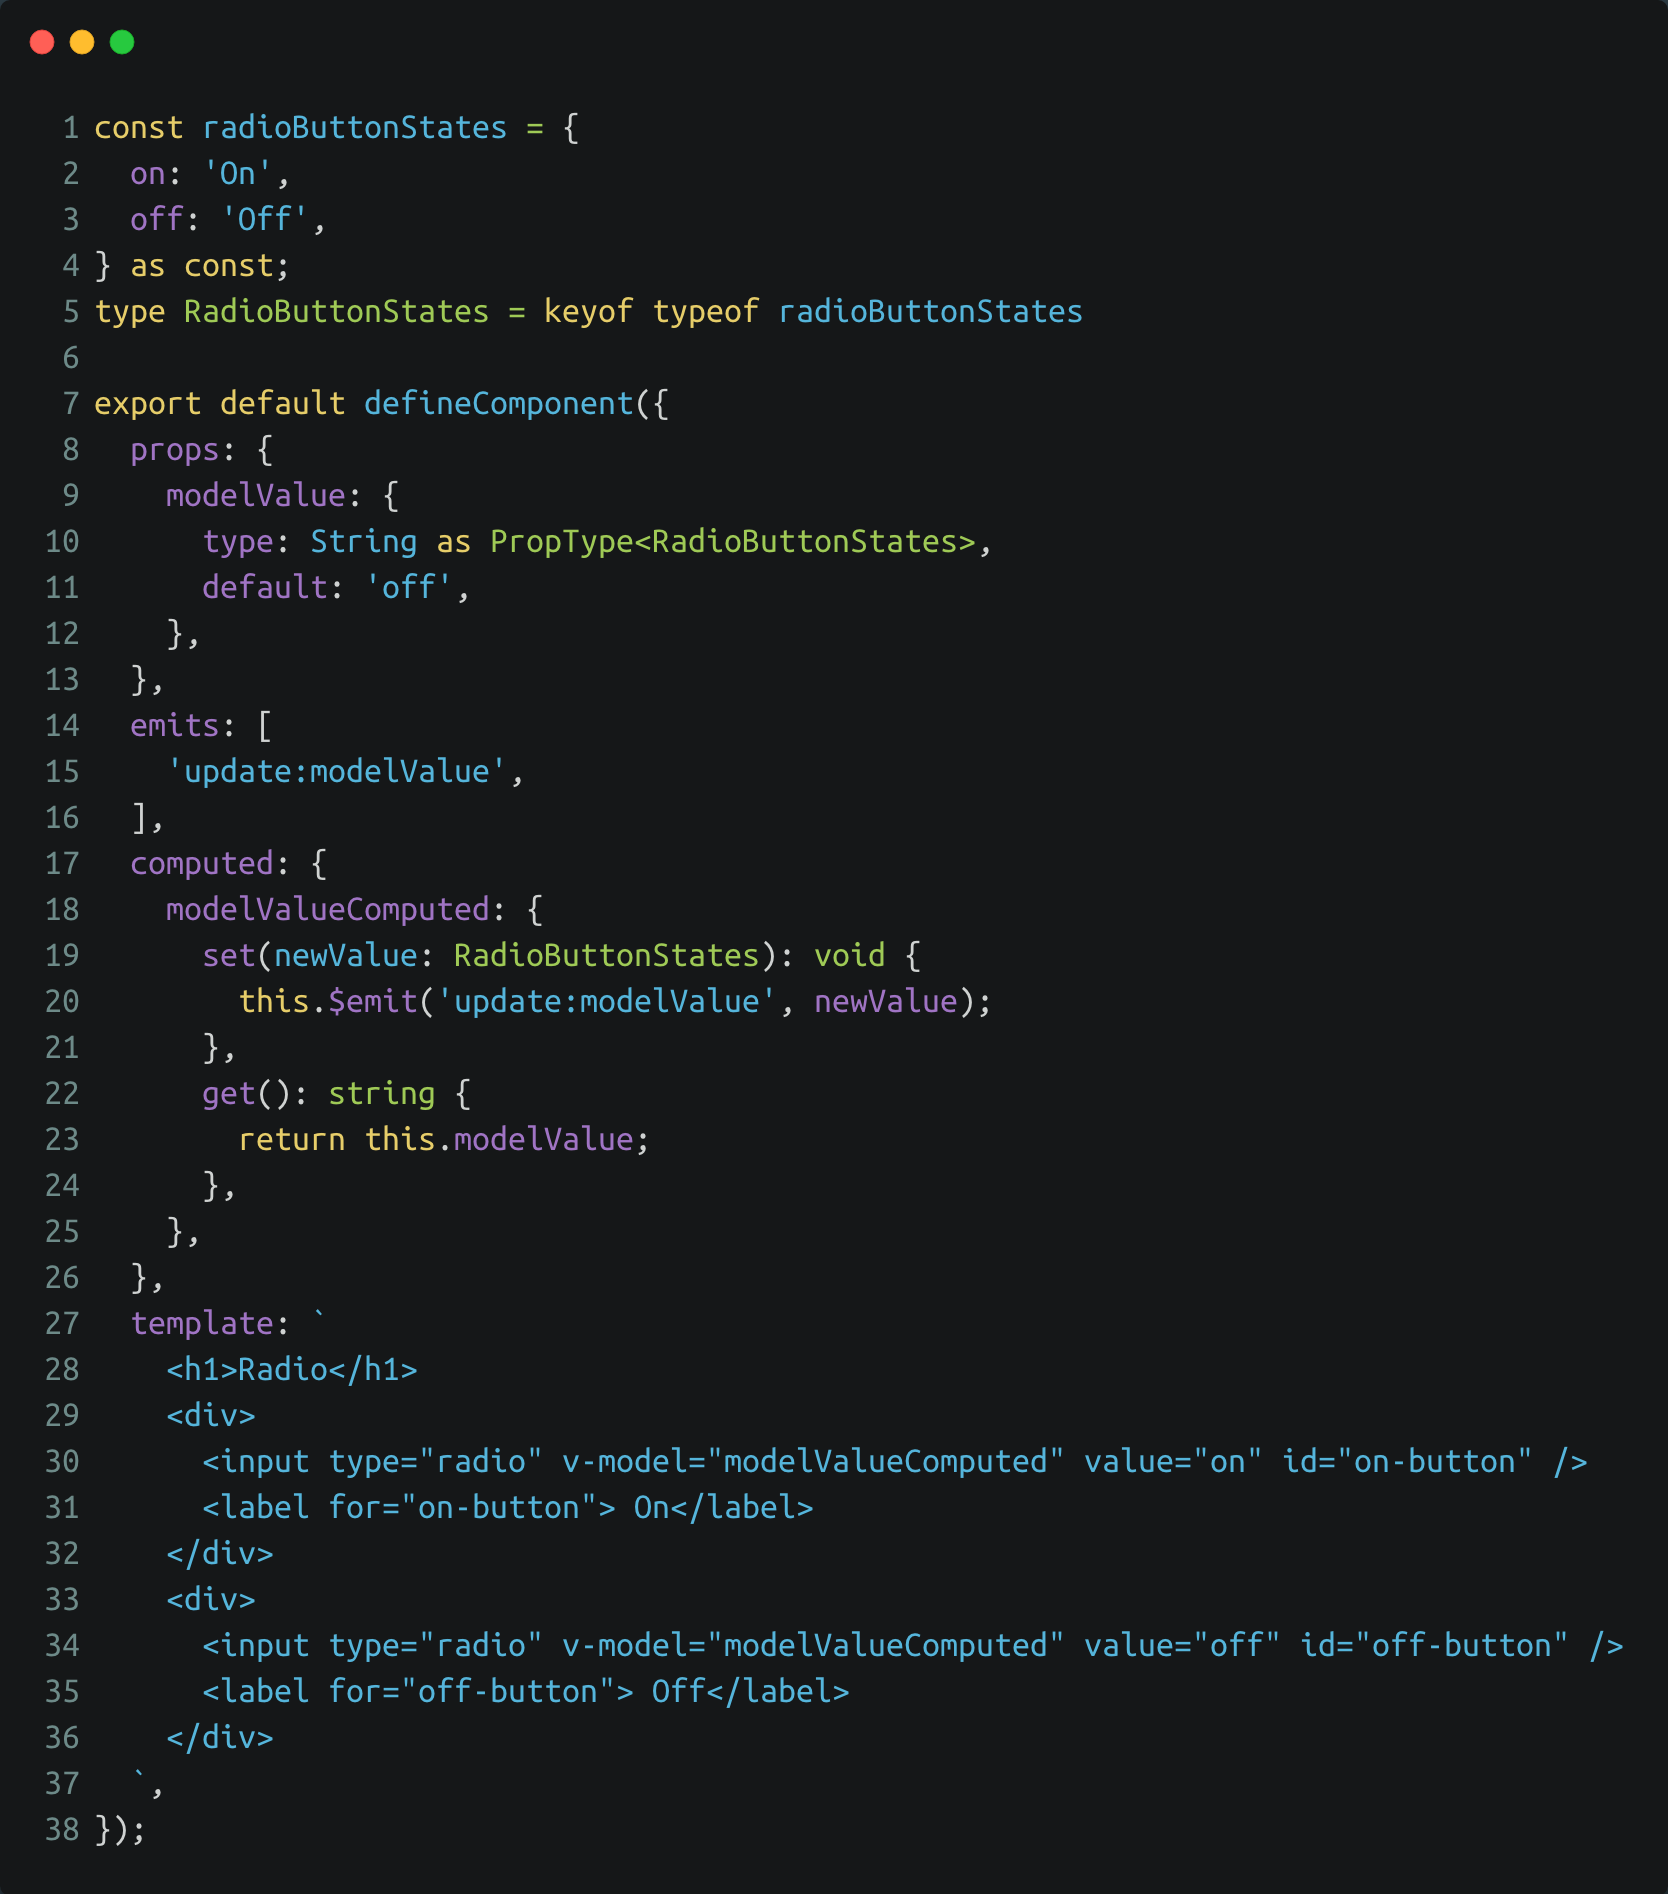 1 const radioButtonStates = {
2   on: 'On',
3   off: 'Off',
4 } as const;
5 type RadioButtonStates = keyof typeof radioButtonStates
6
7 export default defineComponent({
8   props: {
9     modelValue: {
10       type: String as PropType<RadioButtonStates>,
11       default: 'off',
12     },
13   },
14   emits: [
15     'update:modelValue',
16   ],
17   computed: {
18     modelValueComputed: {
19       set(newValue: RadioButtonStates): void {
20         this.$emit('update:modelValue', newValue);
21       },
22       get(): string {
23         return this.modelValue;
24       },
25     },
26   },
27   template: `
28     <h1>Radio</h1>
29     <div>
30       <input type="radio" v-model="modelValueComputed" value="on" id="on-button" />
31       <label for="on-button"> On</label>
32     </div>
33     <div>
34       <input type="radio" v-model="modelValueComputed" value="off" id="off-button" />
35       <label for="off-button"> Off</label>
36     </div>
37   `,
38 });